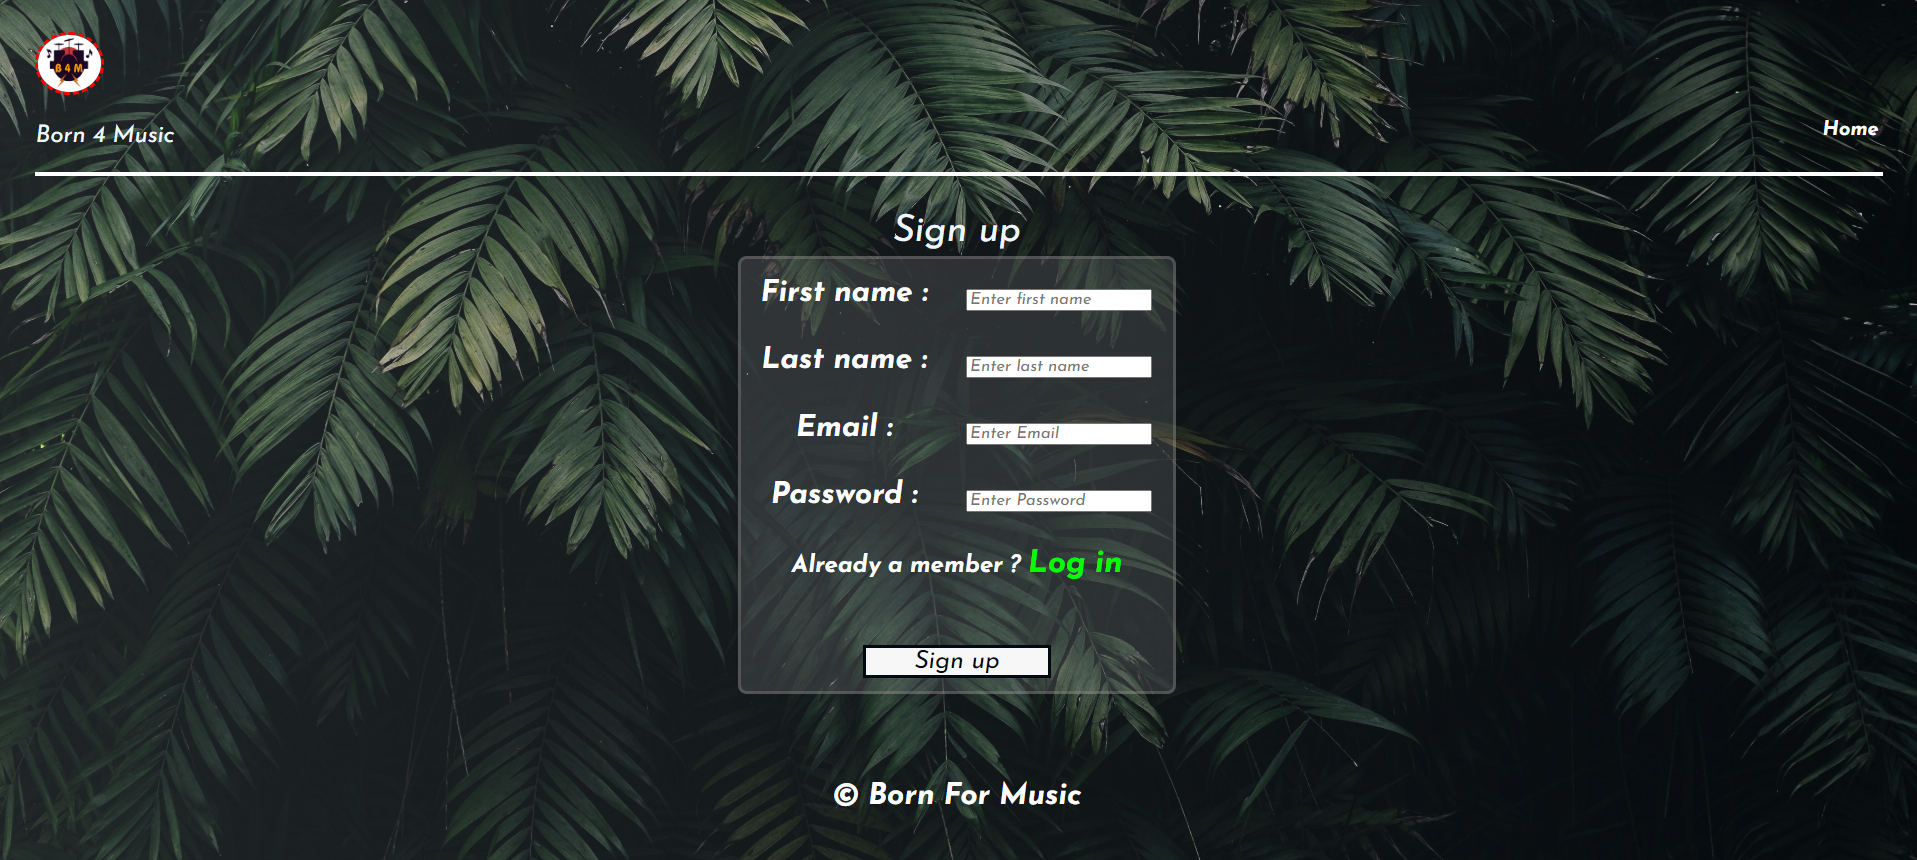 B 4 M
Born 4 Music
Home
Sign up
First name : Enter first name
Last name : Enter last name
Email : Enter Email
Password : Enter Password
Already a member ? Log in
Sign up
© Born For Music